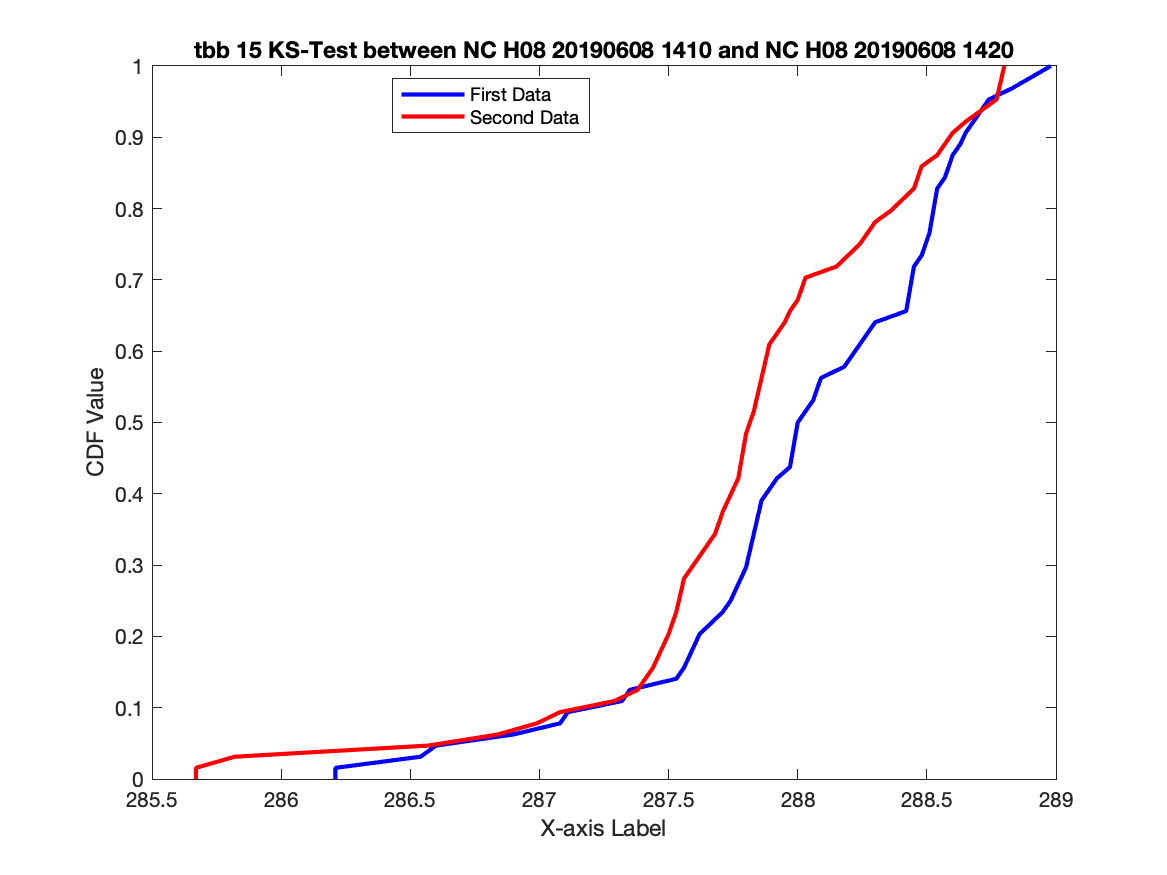 tbb 15 KS-Test between NC H08 20190608 1410 and NC H08 20190608 1420
First Data
Second Data
1
0.9
0.8
0.7
0.6
0.5
0.4
0.3
0.2
0.1
0
CDF Value
285.5 286 286.5 287 287.5 288 288.5 289
X-axis Label